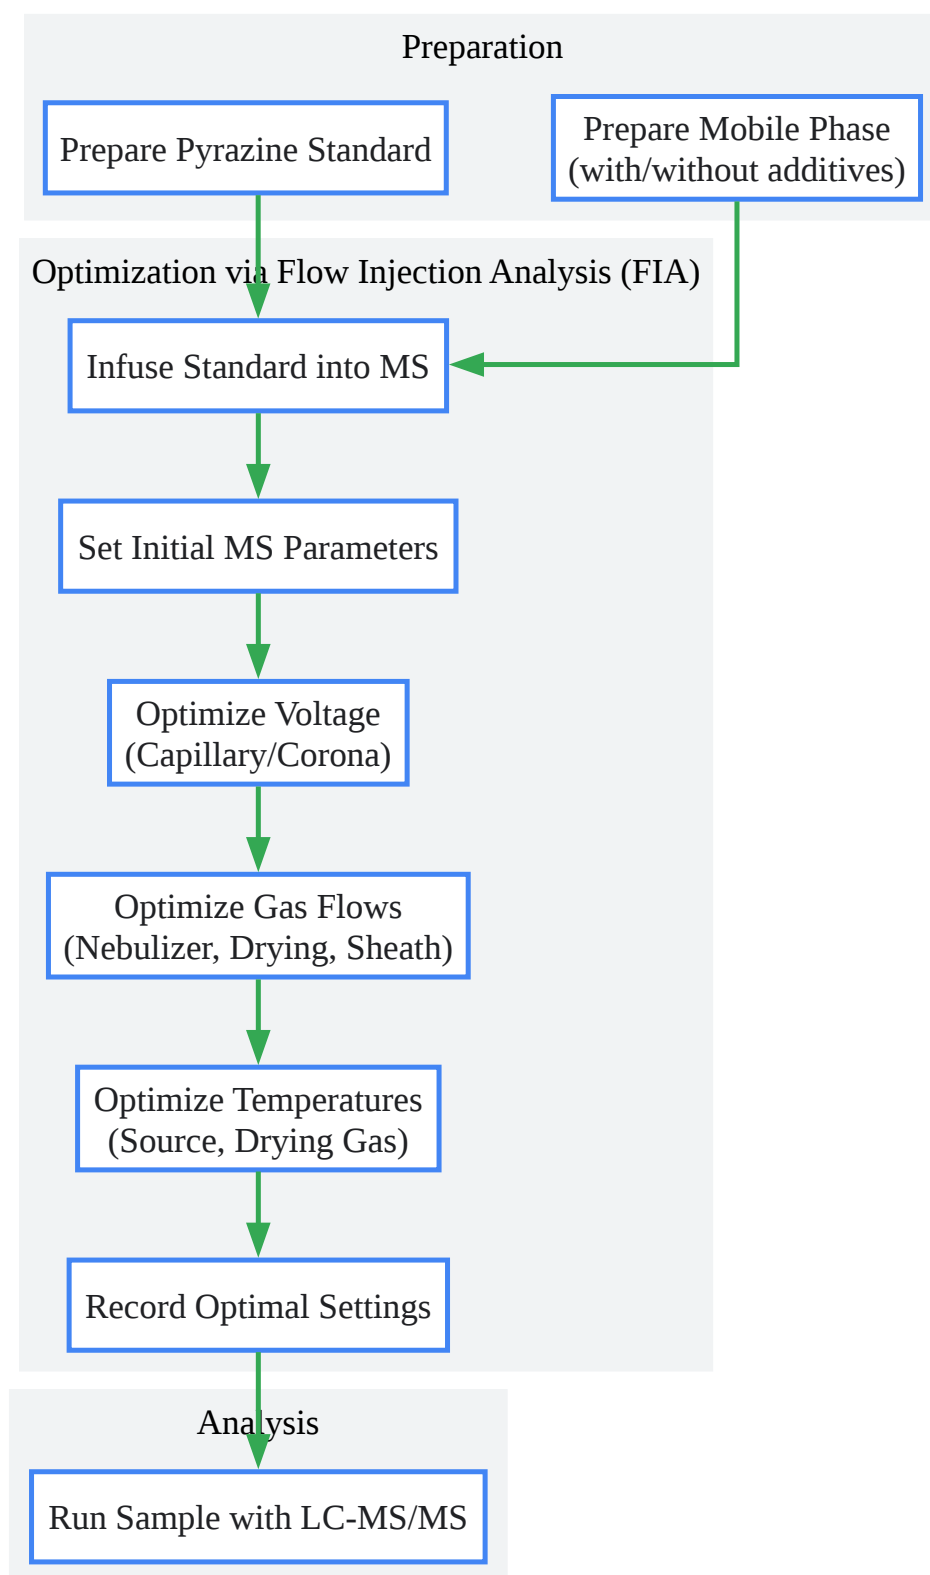 Preparation
Prepare Pyrazine Standard
Prepare Mobile Phase
(with/without additives)
Optimization via Flow Injection Analysis (FIA)
Infuse Standard into MS
Set Initial MS Parameters
Optimize Voltage
(Capillary/Corona)
Optimize Gas Flows
(Nebulizer, Drying, Sheath)
Optimize Temperatures
(Source, Drying Gas)
Record Optimal Settings
Analysis
Run Sample with LC-MS/MS